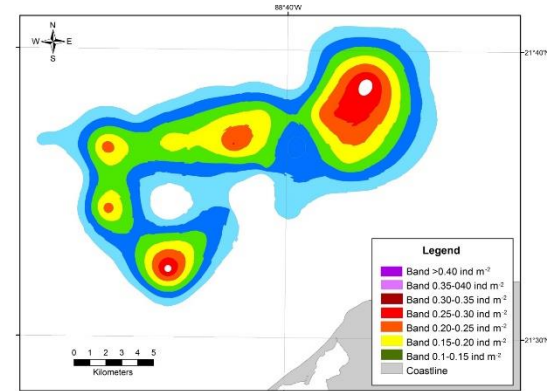 88°40'W
N
W E
S
21°40'
Legend
Band >0.40 ind m⁻²
Band 0.35-040 ind m⁻²
Band 0.30-0.35 ind m⁻²
Band 0.25-0.30 ind m⁻²
Band 0.20-0.25 ind m⁻²
Band 0.15-0.20 ind m⁻²
Band 0.1-0.15 ind m⁻²
Coastline
0 1 2 3 4 5
Kilometers
21°30'